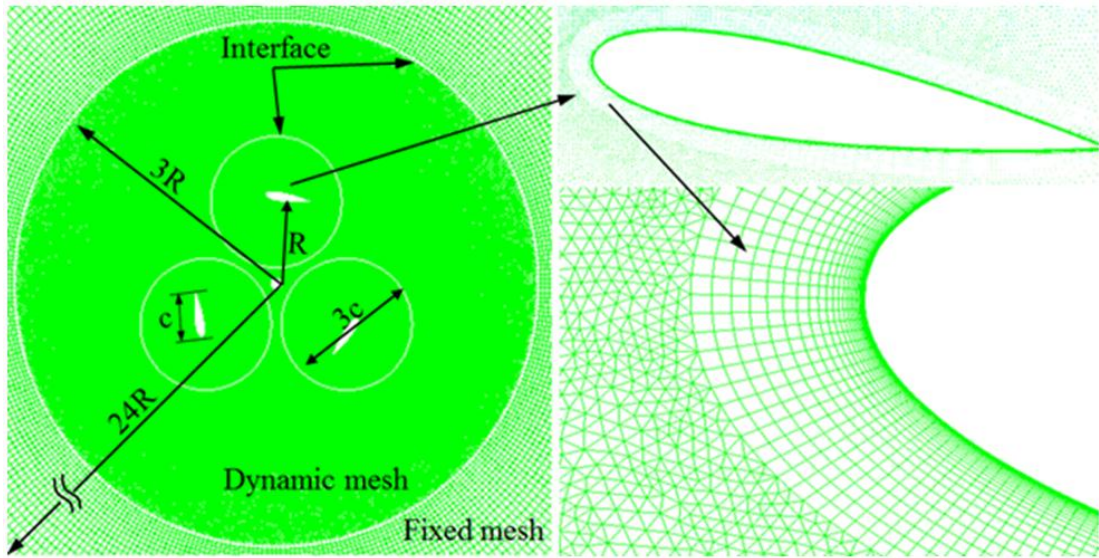 Interface
3R
R
c
3c
24R
Dynamic mesh
Fixed mesh